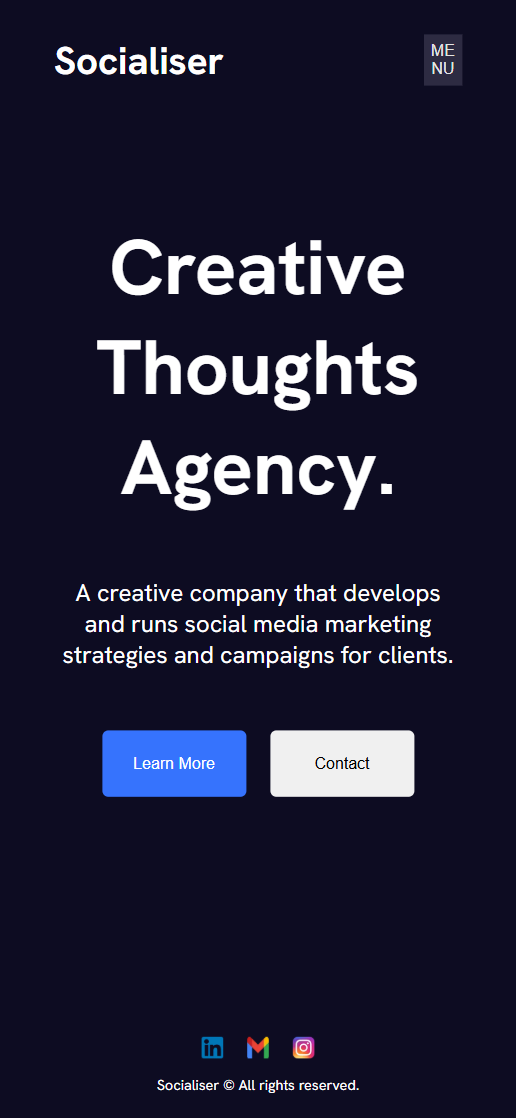 Socialiser
ME
NU
Creative
Thoughts
Agency.
A creative company that develops
and runs social media marketing
strategies and campaigns for clients.
Learn More
Contact
in
Socialiser © All rights reserved.